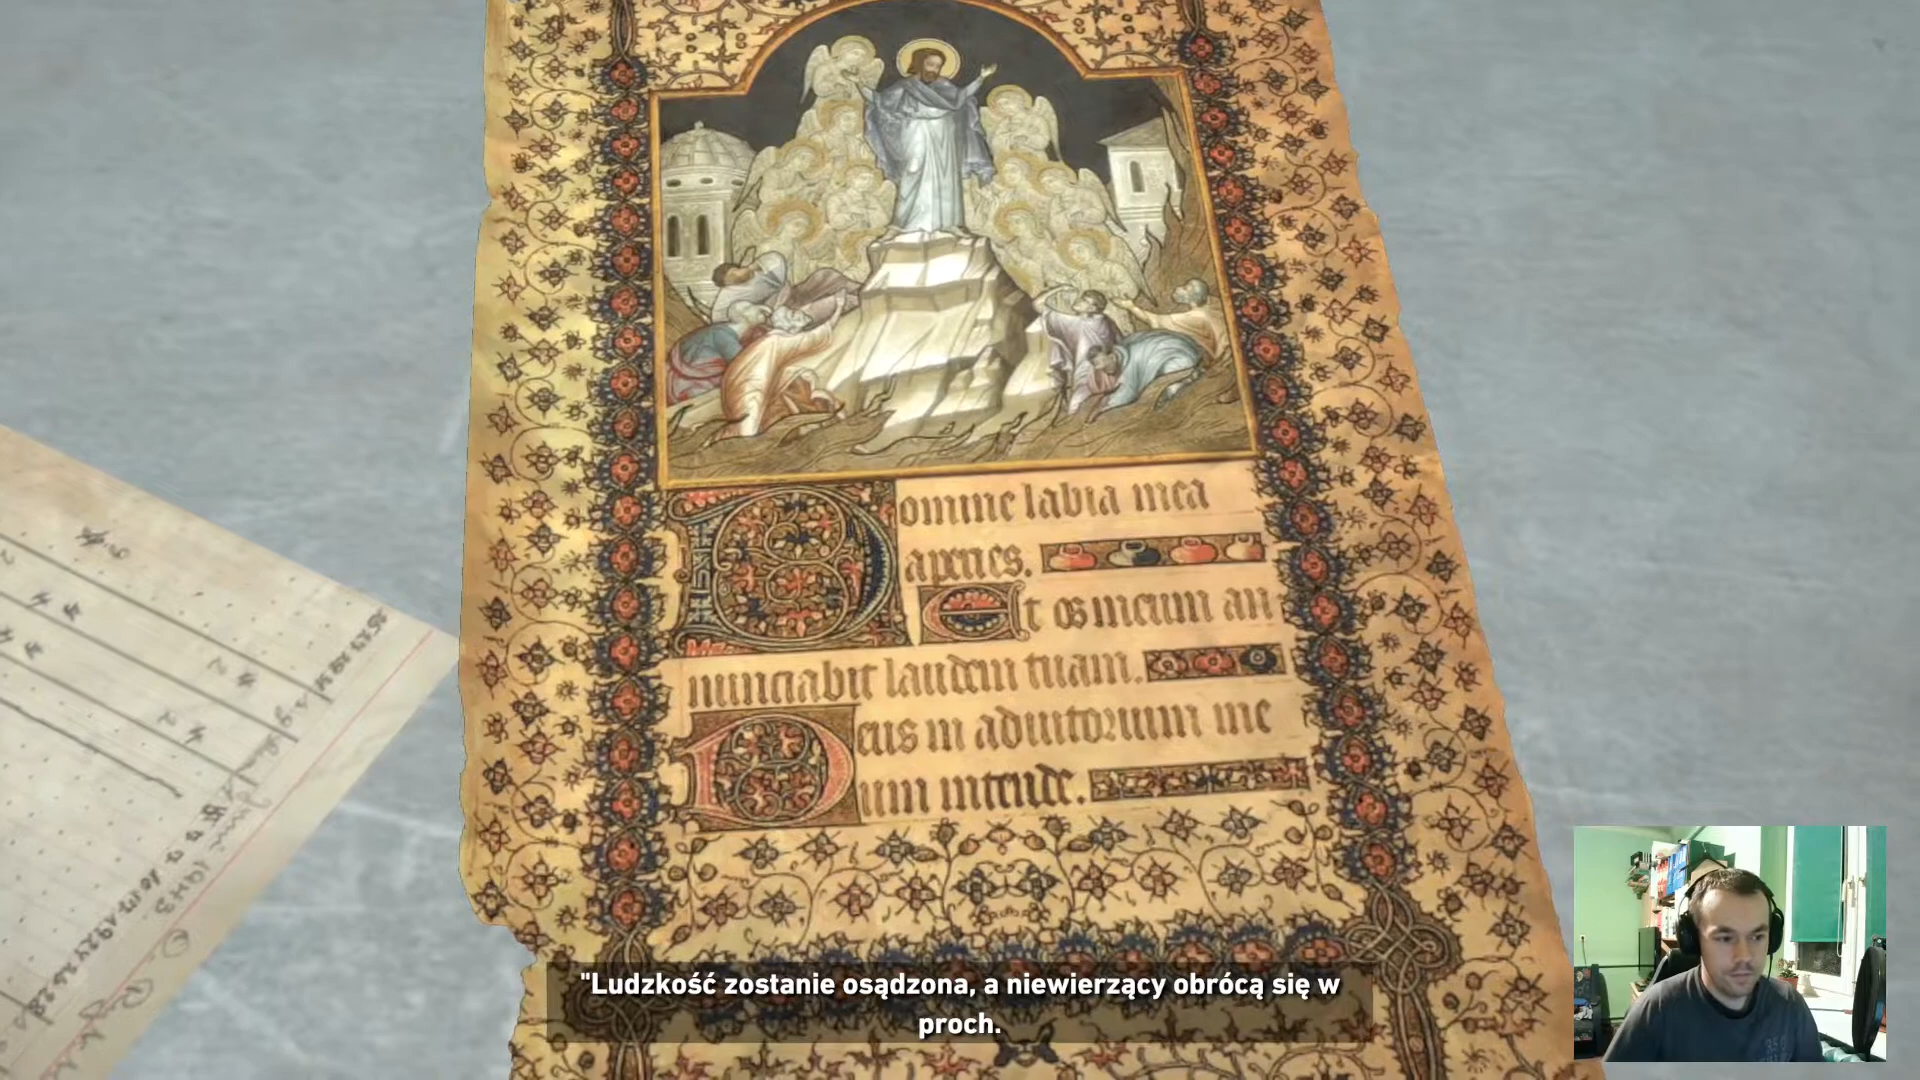 Domine labia mea
aperies.
Et os meum an
nunciabit laudem tuam.
Deus in adiutorium me
um intende.
"Ludzkość zostanie osądzona, a niewierzący obrócą się w
proch.